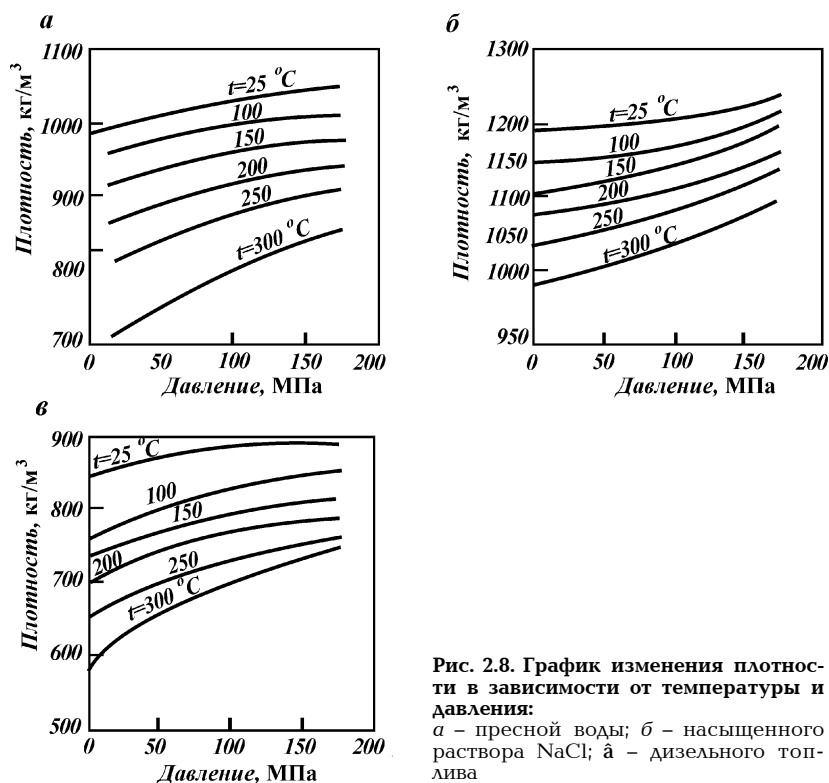 а
Плотность, кг/м³
1100
1000
900
800
700
t=25 °C
100
150
200
250
t=300 °C
0 50 100 150 200
Давление, МПа
б
Плотность, кг/м³
1300
1200
1150
1100
1050
1000
950
t=25 °C
100
150
200
250
t=300 °C
0 50 100 150 200
Давление, МПа
в
Плотность, кг/м³
900
800
700
600
500
t=25 °C
100
150
200
250
t=300 °C
0 50 100 150 200
Давление, МПа
Рис. 2.8. График изменения плотнос-
ти в зависимости от температуры и
давления:
а – пресной воды; б – насыщенного
раствора NaCl; â – дизельного топ-
лива